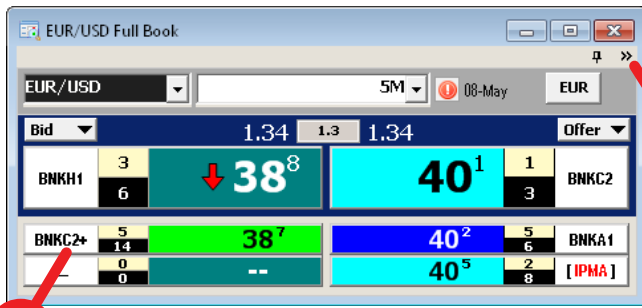 EUR/USD Full Book
EUR/USD 5M 08-May EUR
Bid 1.34 1.3 1.34 Offer
BNKH1 3 6 38 8 40 1 1 3 BNKC2
BNKC2+ 5 14 38 7 40 2 5 6 BNKA1
0 0 -- 40 5 2 8 [IPMA]